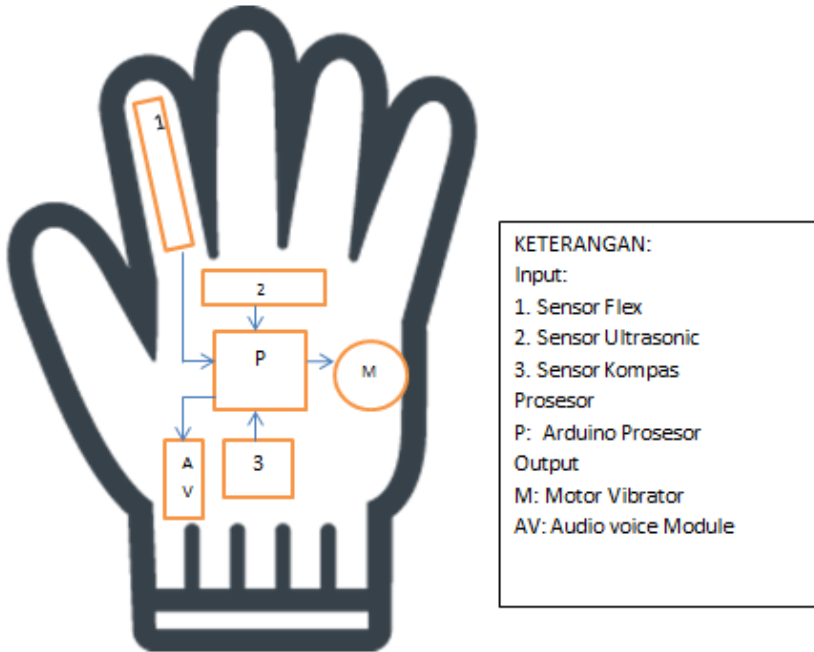 1
2
P
M
A
V
3
KETERANGAN:
Input:
1. Sensor Flex
2. Sensor Ultrasonic
3. Sensor Kompas
Prosesor
P: Arduino Prosesor
Output
M: Motor Vibrator
AV: Audio voice Module